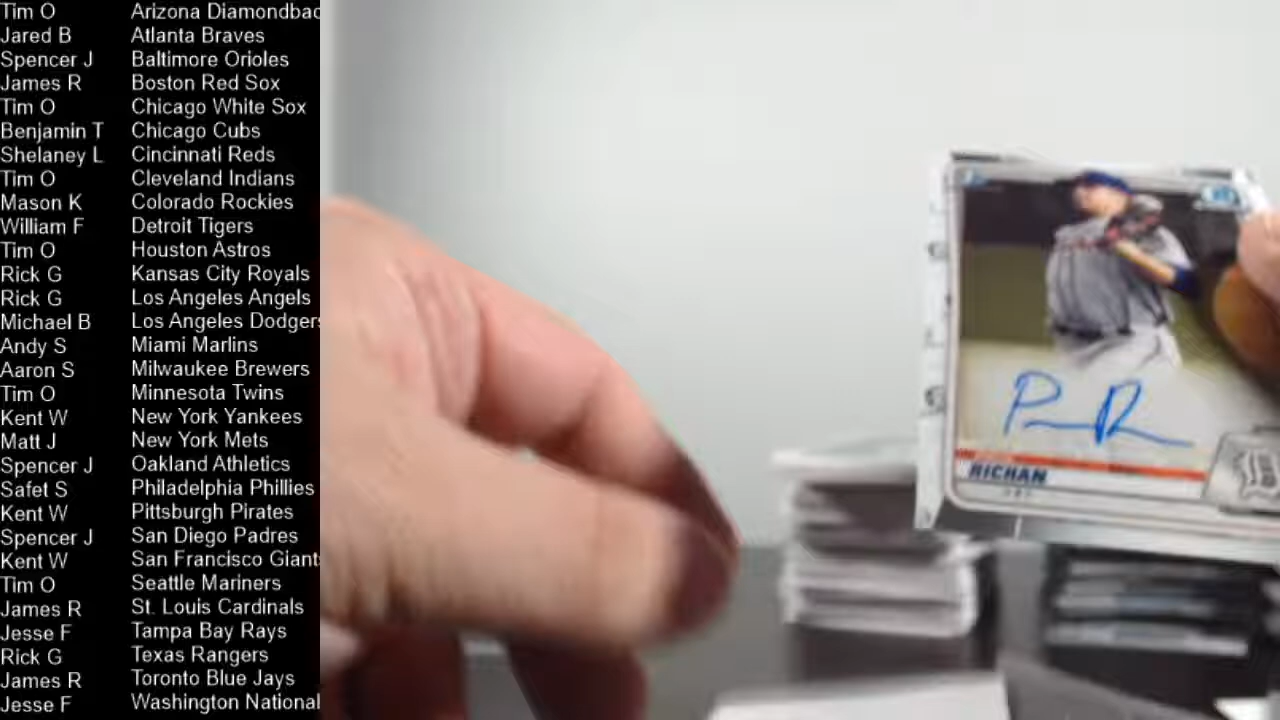 Tim O Arizona Diamondbac
Jared B Atlanta Braves
Spencer J Baltimore Orioles
James R Boston Red Sox
Tim O Chicago White Sox
Benjamin T Chicago Cubs
Shelaney L Cincinnati Reds
Tim O Cleveland Indians
Mason K Colorado Rockies
William F Detroit Tigers
Tim O Houston Astros
Rick G Kansas City Royals
Rick G Los Angeles Angels
Michael B Los Angeles Dodgers
Andy S Miami Marlins
Aaron S Milwaukee Brewers
Tim O Minnesota Twins
Kent W New York Yankees
Matt J New York Mets
Spencer J Oakland Athletics
Safet S Philadelphia Phillies
Kent W Pittsburgh Pirates
Spencer J San Diego Padres
Kent W San Francisco Giants
Tim O Seattle Mariners
James R St. Louis Cardinals
Jesse F Tampa Bay Rays
Rick G Texas Rangers
James R Toronto Blue Jays
Jesse F Washington National
RICHAN